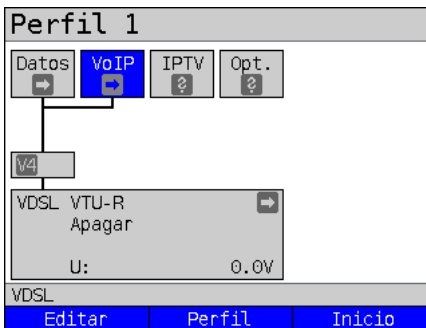 Perfil 1
Datos VoIP IPTV Opt.
V4
VDSL VTU-R
Apagar
U: 0.0V
VDSL
Editar Perfil Inicio